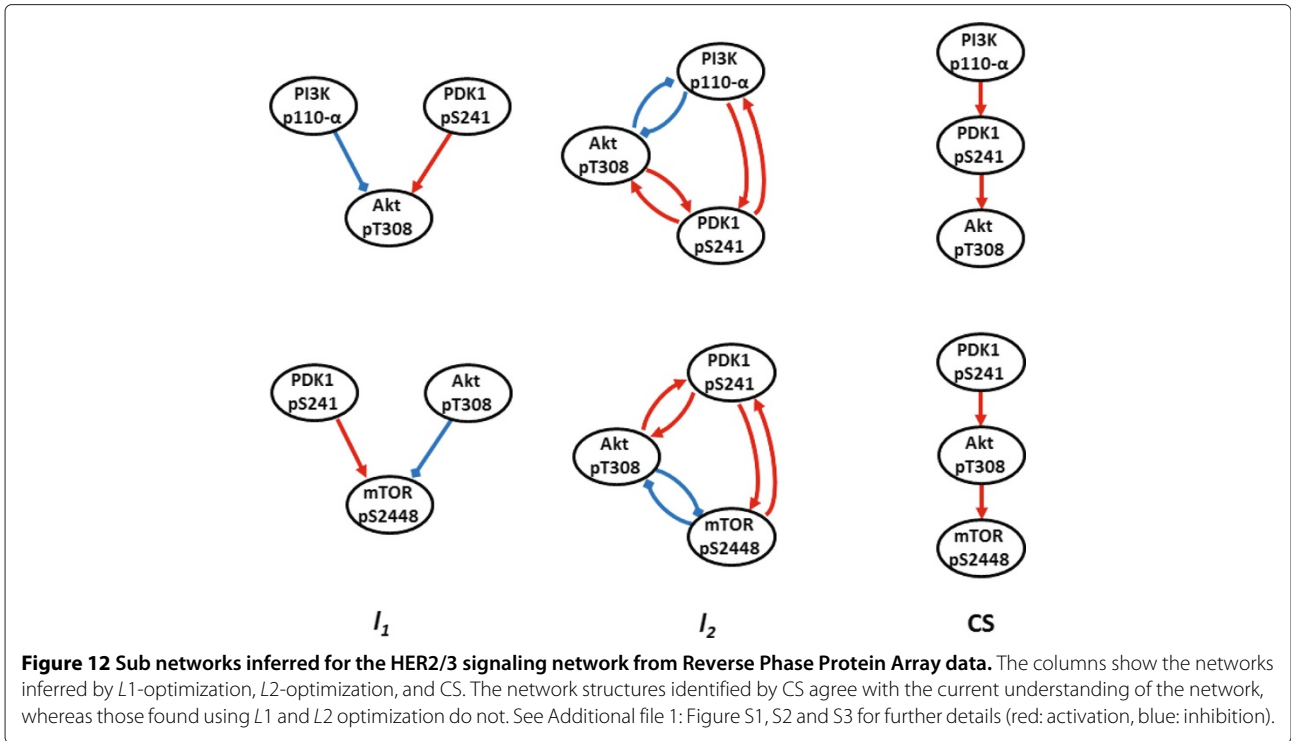 PI3K
p110-α
PDK1
pS241
Akt
pT308
PI3K
p110-α
Akt
pT308
PDK1
pS241
PI3K
p110-α
PDK1
pS241
Akt
pT308
PDK1
pS241
Akt
pT308
mTOR
pS2448
PDK1
pS241
Akt
pT308
mTOR
pS2448
PDK1
pS241
Akt
pT308
mTOR
pS2448
l1 l2 CS
Figure 12 Sub networks inferred for the HER2/3 signaling network from Reverse Phase Protein Array data. The columns show the networks
inferred by L1-optimization, L2-optimization, and CS. The network structures identified by CS agree with the current understanding of the network,
whereas those found using L1 and L2 optimization do not. See Additional file 1: Figure S1, S2 and S3 for further details (red: activation, blue: inhibition).